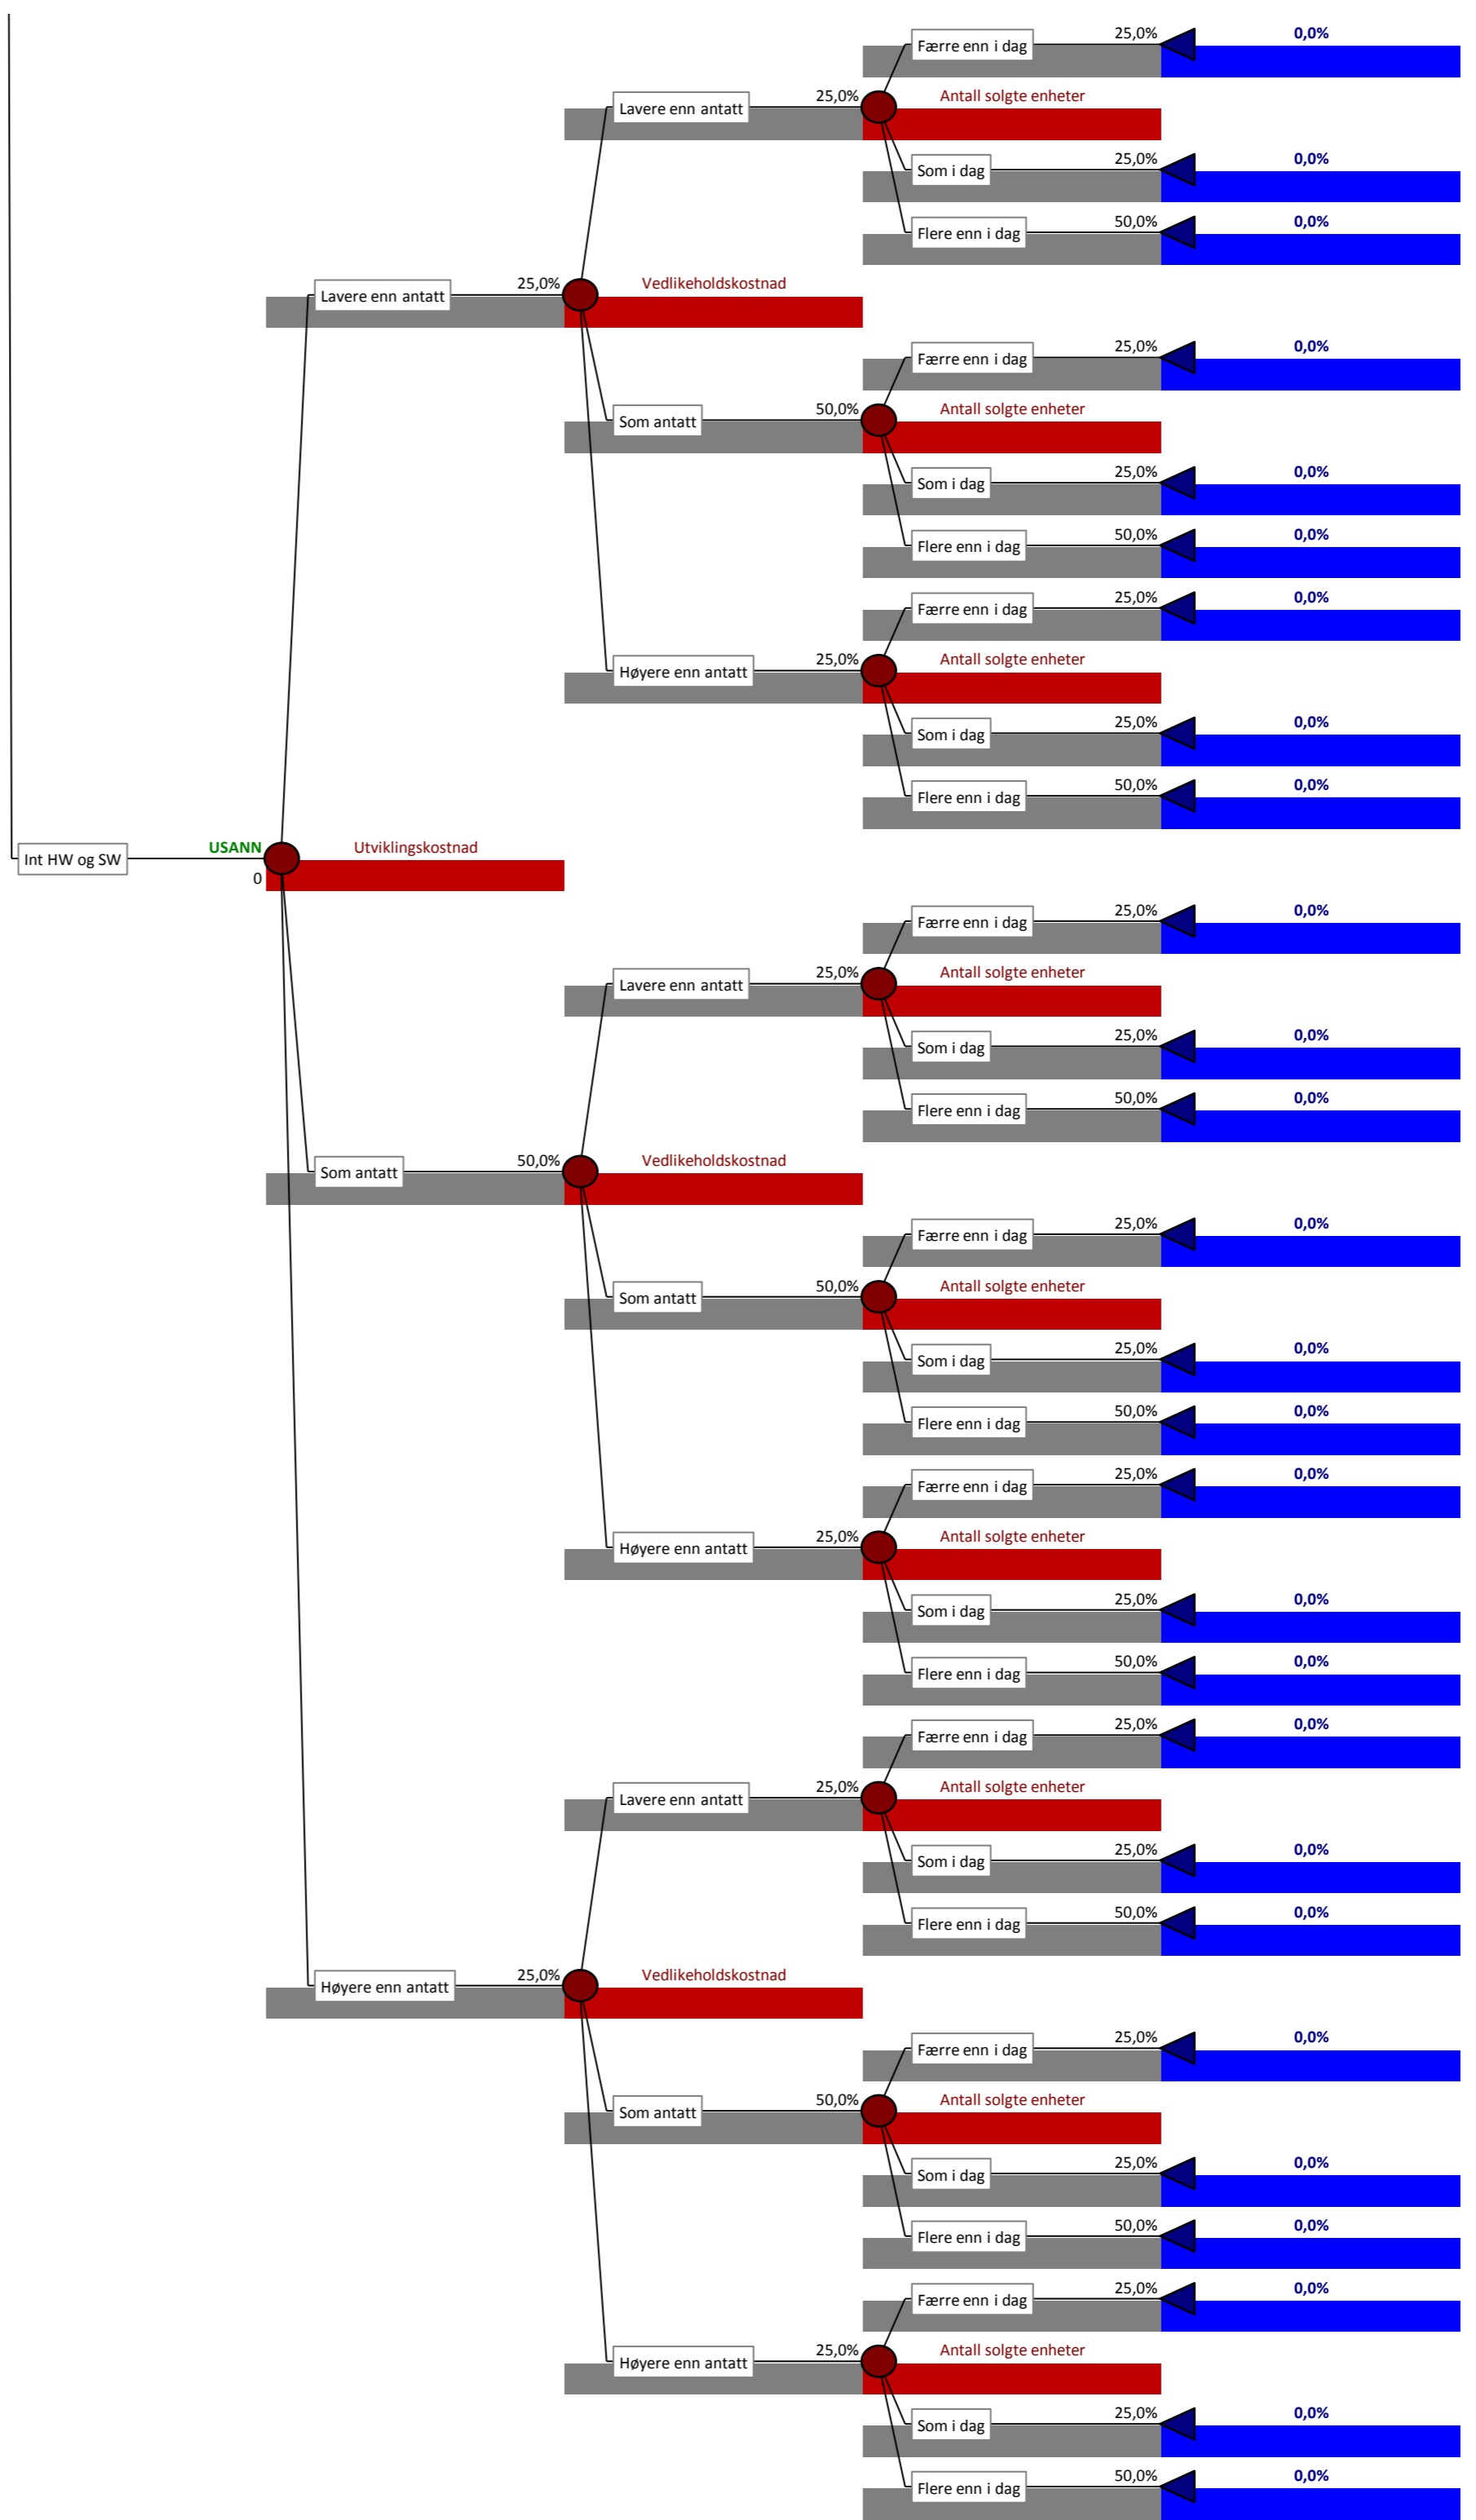 25,0% 0,0%
Færre enn i dag
25,0% Antall solgte enheter
Lavere enn antatt
25,0% 0,0%
Som i dag
50,0% 0,0%
Flere enn i dag
25,0% Vedlikeholdskostnad
Lavere enn antatt
25,0% 0,0%
Færre enn i dag
50,0% Antall solgte enheter
Som antatt
25,0% 0,0%
Som i dag
50,0% 0,0%
Flere enn i dag
25,0% 0,0%
Færre enn i dag
25,0% Antall solgte enheter
Høyere enn antatt
25,0% 0,0%
Som i dag
50,0% 0,0%
Flere enn i dag
USANN Utviklingskostnad
Int HW og SW
0
25,0% 0,0%
Færre enn i dag
25,0% Antall solgte enheter
Lavere enn antatt
25,0% 0,0%
Som i dag
50,0% 0,0%
Flere enn i dag
50,0% Vedlikeholdskostnad
Som antatt
25,0% 0,0%
Færre enn i dag
50,0% Antall solgte enheter
Som antatt
25,0% 0,0%
Som i dag
50,0% 0,0%
Flere enn i dag
25,0% 0,0%
Færre enn i dag
25,0% Antall solgte enheter
Høyere enn antatt
25,0% 0,0%
Som i dag
50,0% 0,0%
Flere enn i dag
25,0% 0,0%
Færre enn i dag
25,0% Antall solgte enheter
Lavere enn antatt
25,0% 0,0%
Som i dag
50,0% 0,0%
Flere enn i dag
25,0% Vedlikeholdskostnad
Høyere enn antatt
25,0% 0,0%
Færre enn i dag
50,0% Antall solgte enheter
Som antatt
25,0% 0,0%
Som i dag
50,0% 0,0%
Flere enn i dag
25,0% 0,0%
Færre enn i dag
25,0% Antall solgte enheter
Høyere enn antatt
25,0% 0,0%
Som i dag
50,0% 0,0%
Flere enn i dag